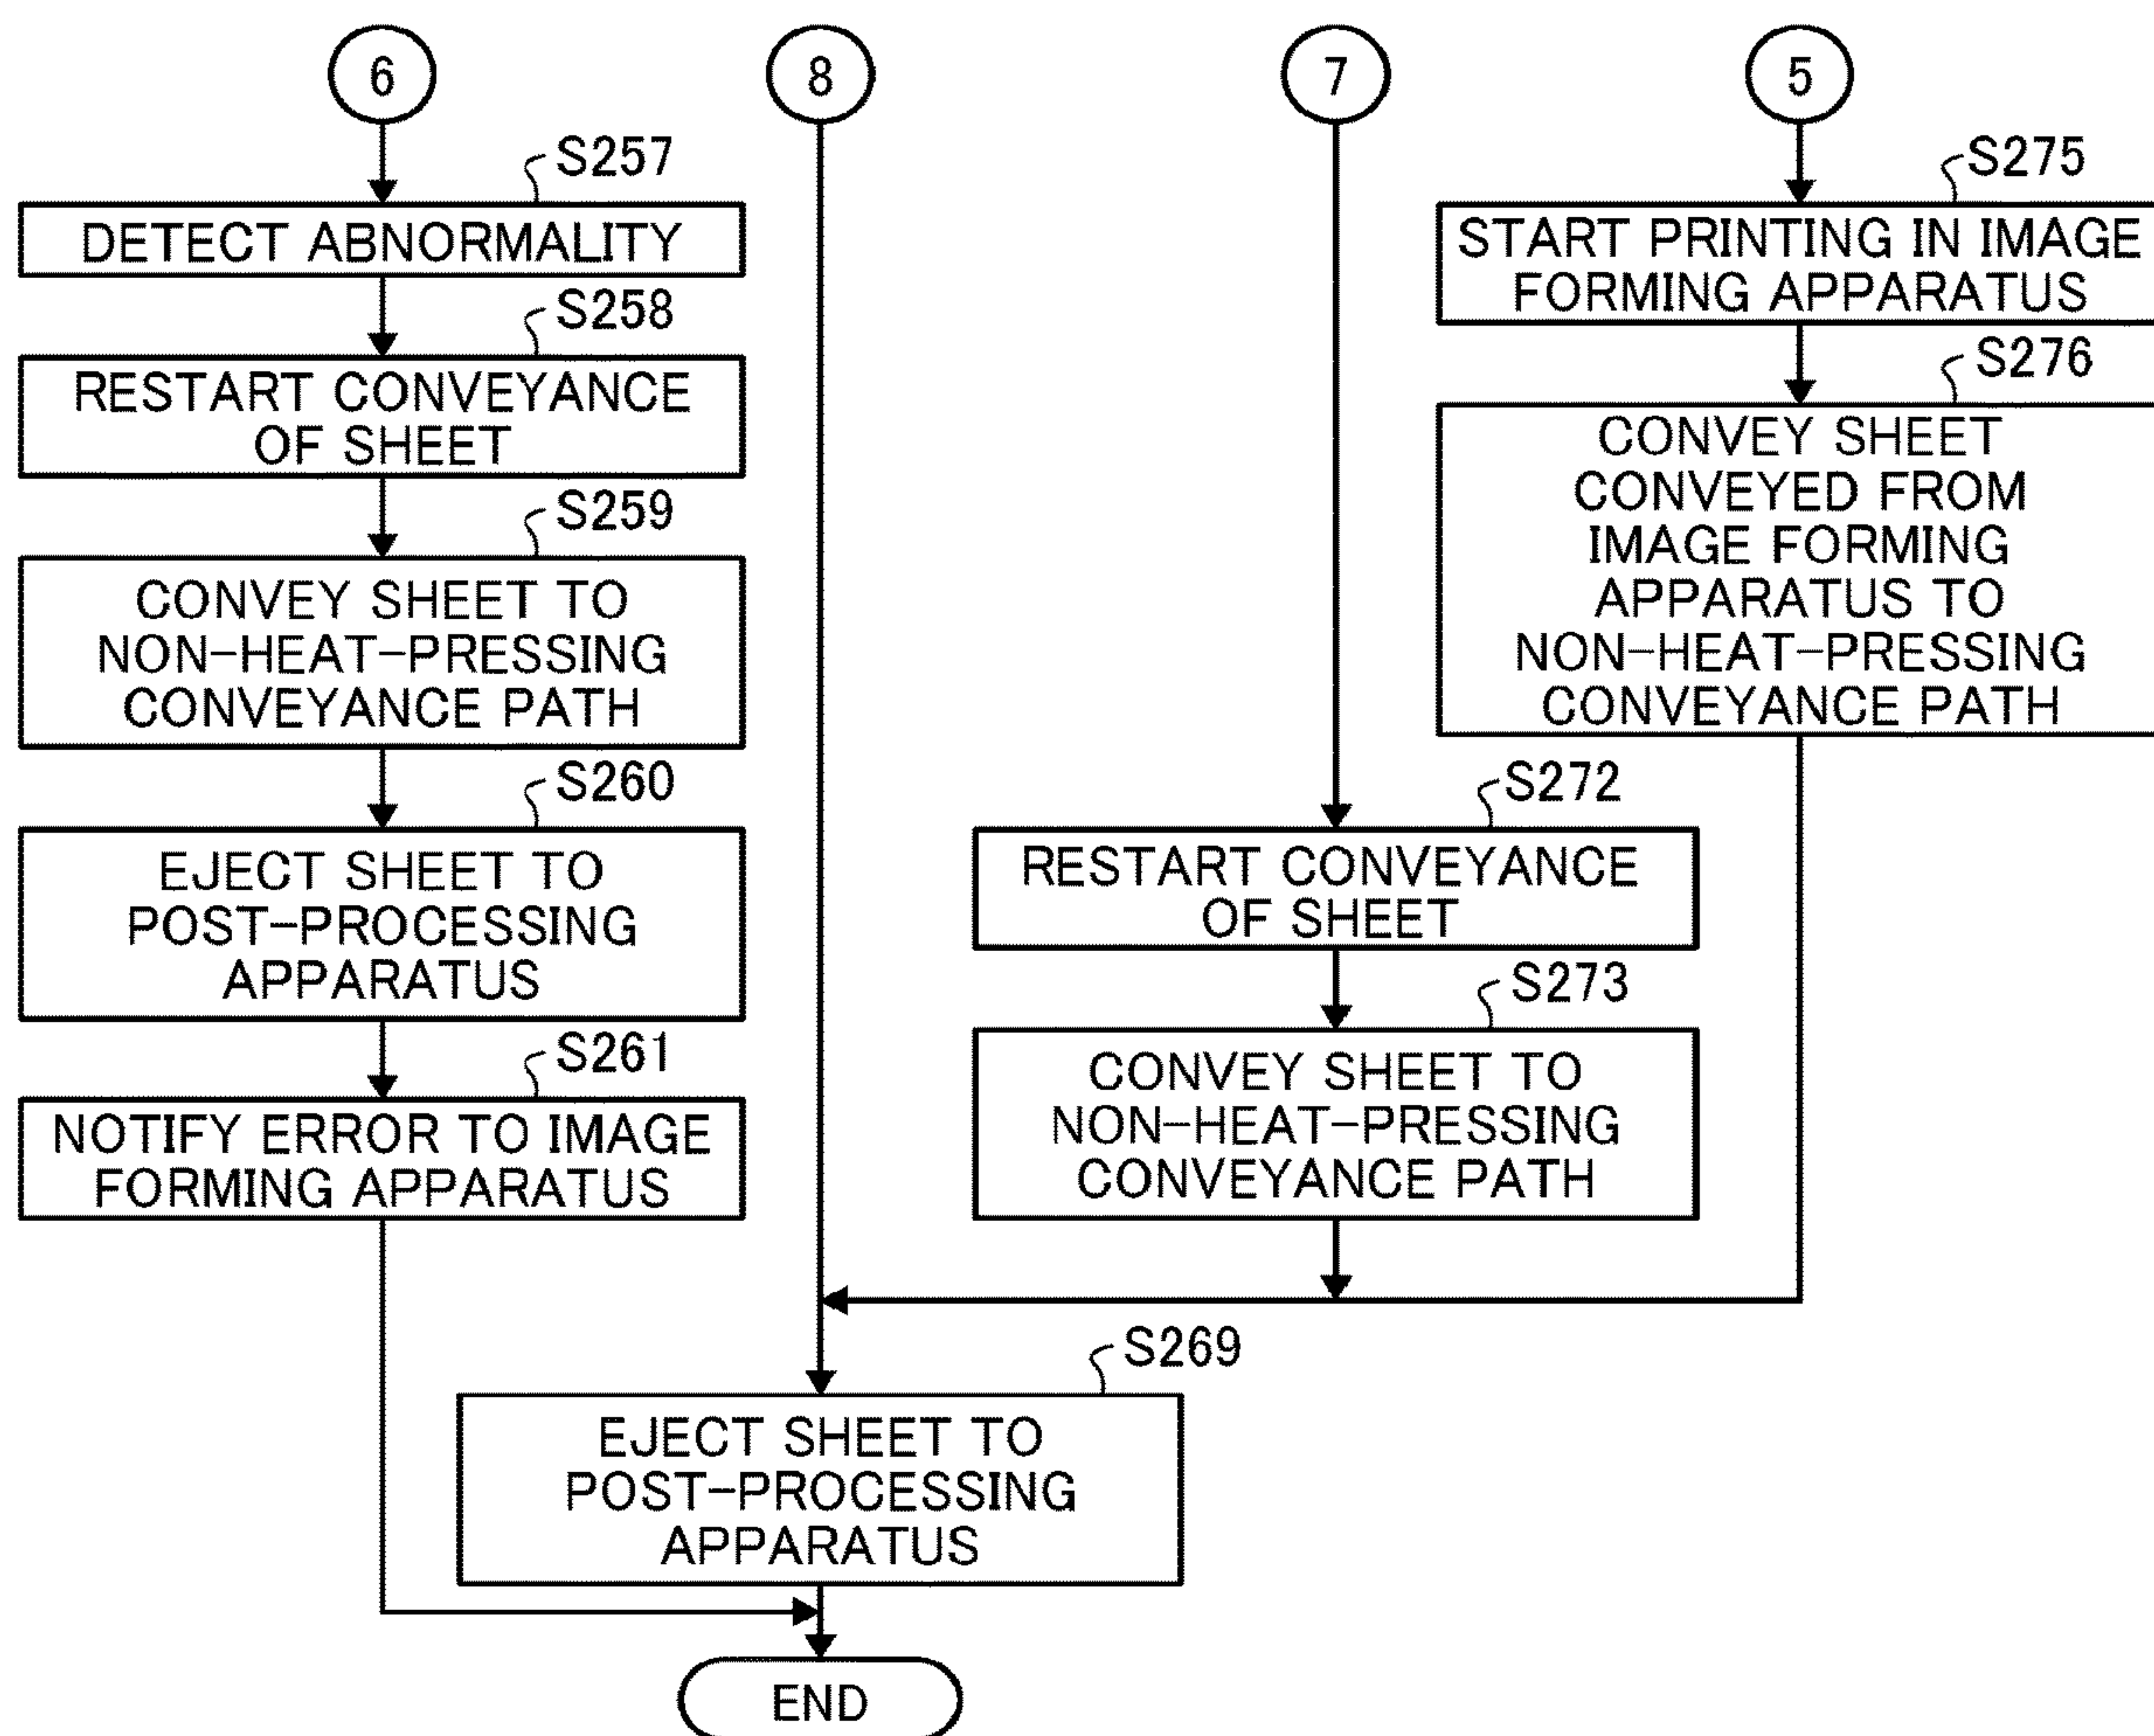 6
8
7
5
S257
DETECT ABNORMALITY
S258
RESTART CONVEYANCE
OF SHEET
S259
CONVEY SHEET TO
NON-HEAT-PRESSING
CONVEYANCE PATH
S260
EJECT SHEET TO
POST-PROCESSING
APPARATUS
S261
NOTIFY ERROR TO IMAGE
FORMING APPARATUS
S275
START PRINTING IN IMAGE
FORMING APPARATUS
S276
CONVEY SHEET
CONVEYED FROM
IMAGE FORMING
APPARATUS TO
NON-HEAT-PRESSING
CONVEYANCE PATH
S272
RESTART CONVEYANCE
OF SHEET
S273
CONVEY SHEET TO
NON-HEAT-PRESSING
CONVEYANCE PATH
S269
EJECT SHEET TO
POST-PROCESSING
APPARATUS
END